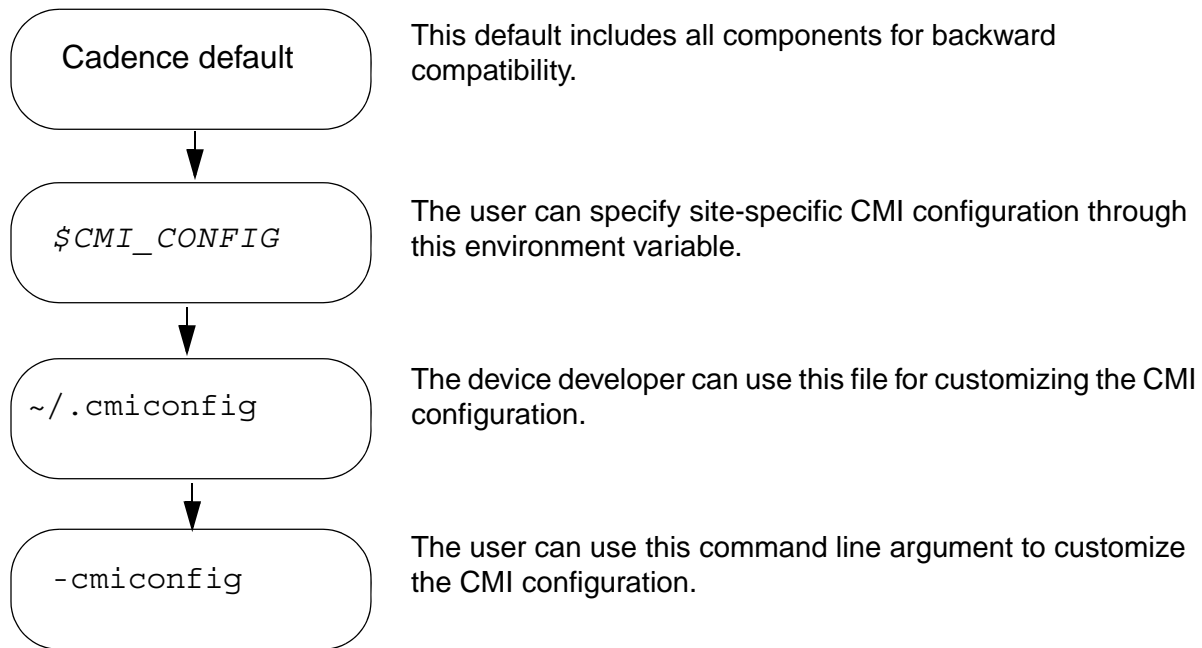 Cadence default
This default includes all components for backward
compatibility.
$CMI_CONFIG
The user can specify site-specific CMI configuration through
this environment variable.
~/.cmiconfig
The device developer can use this file for customizing the CMI
configuration.
-cmiconfig
The user can use this command line argument to customize
the CMI configuration.